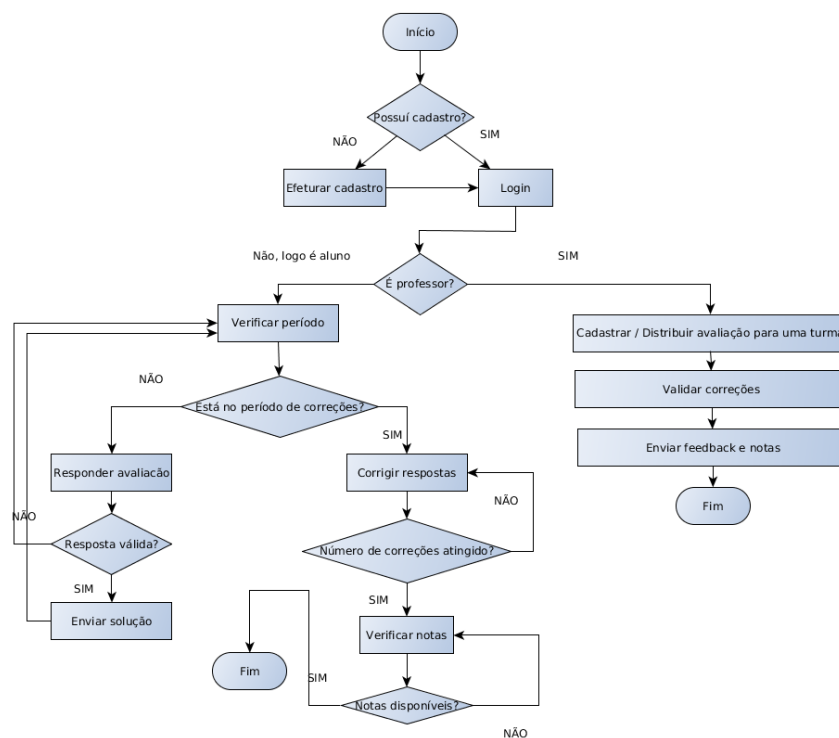 Início
Possuí cadastro?
NÃO
SIM
Efeturar cadastro
Login
Não, logo é aluno
SIM
É professor?
Verificar período
Cadastrar / Distribuir avaliação para uma turma
NÃO
Validar correções
Está no período de correções?
SIM
Enviar feedback e notas
Responder avaliacão
Corrigir respostas
NÃO
Fim
NÃO
Resposta válida?
Número de correções atingido?
SIM
SIM
Enviar solução
Verificar notas
Fim
SIM
Notas disponíveis?
NÃO